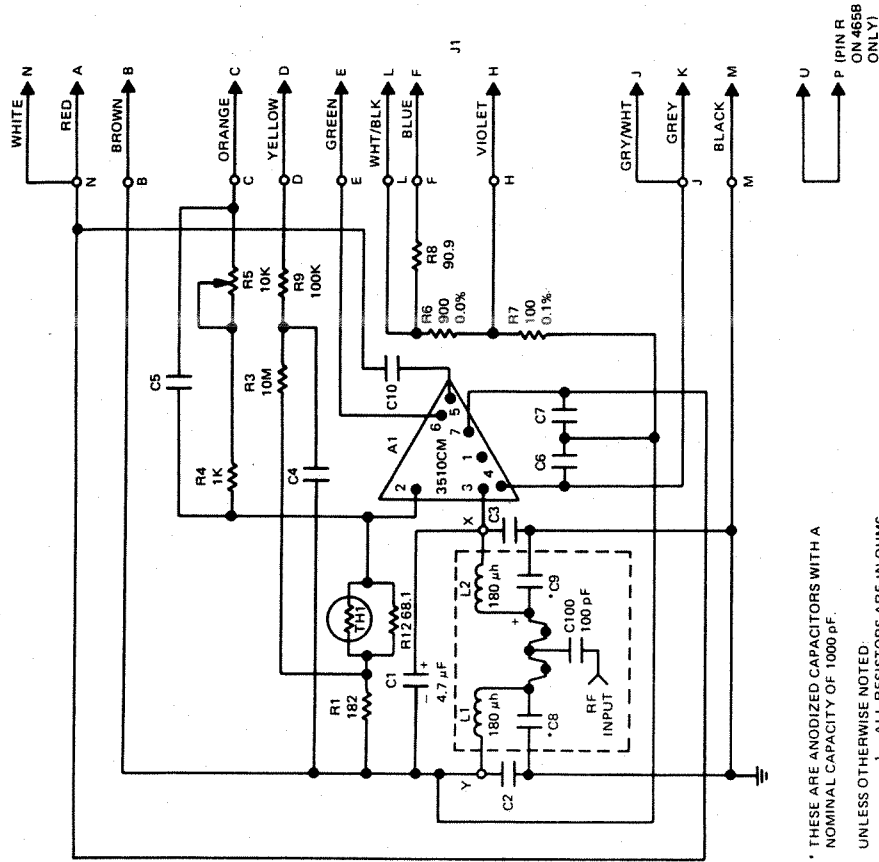 WHITE N
RED A
BROWN B
ORANGE C
YELLOW D
GREEN E
WHT/BLK L
BLUE F
VIOLET H
GRY/WHT J
GREY K
BLACK M
U
P (PIN R
ON 465B
ONLY)
J1
N
B
C
D
E
L
F
H
J
M
C5
R5
10K
R9
100K
R8
90.9
R4
1K
R3
10M
C4
C10
R6
900
0.0%
R7
100
0.1%
A1
3510CM
2
3
4
1
7
6
5
C6
C7
TH1
R12 68.1
R1
182
C1
- +
4.7 µF
X
C3
L2
180 µh
*C9
+
C100
100 pF
RF
INPUT
L1
180 µh
*C8
Y
C2
* THESE ARE ANODIZED CAPACITORS WITH A
NOMINAL CAPACITY OF 1000 pF.
UNLESS OTHERWISE NOTED:
1. ALL RESISTORS ARE IN OHMS